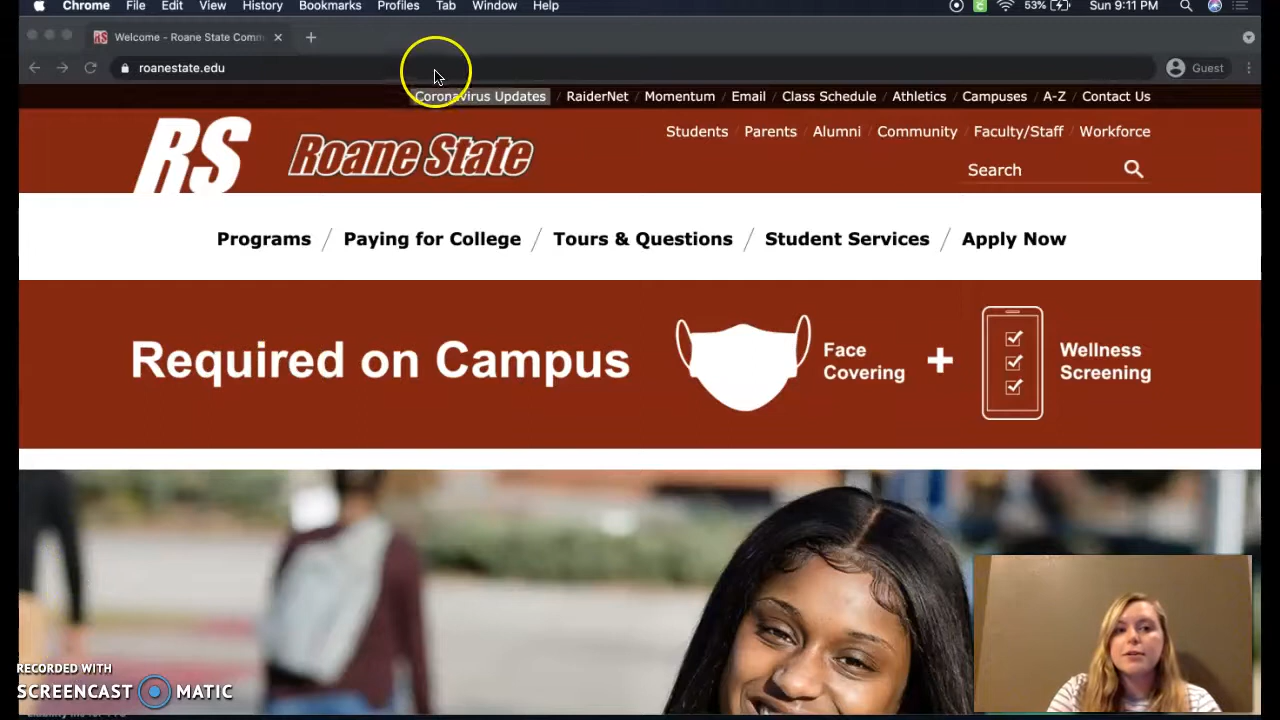 Chrome File Edit View History Bookmarks Profiles Tab Window Help 53% Sun 9:11 PM
Welcome - Roane State Comm
roanestate.edu Guest
Coronavirus Updates / RaiderNet / Momentum / Email / Class Schedule / Athletics / Campuses / A-Z / Contact Us
RS Roane State
Students / Parents / Alumni / Community / Faculty/Staff / Workforce
Search
Programs / Paying for College / Tours & Questions / Student Services / Apply Now
Required on Campus
Face
Covering
+
Wellness
Screening
RECORDED WITH
SCREENCAST MATIC